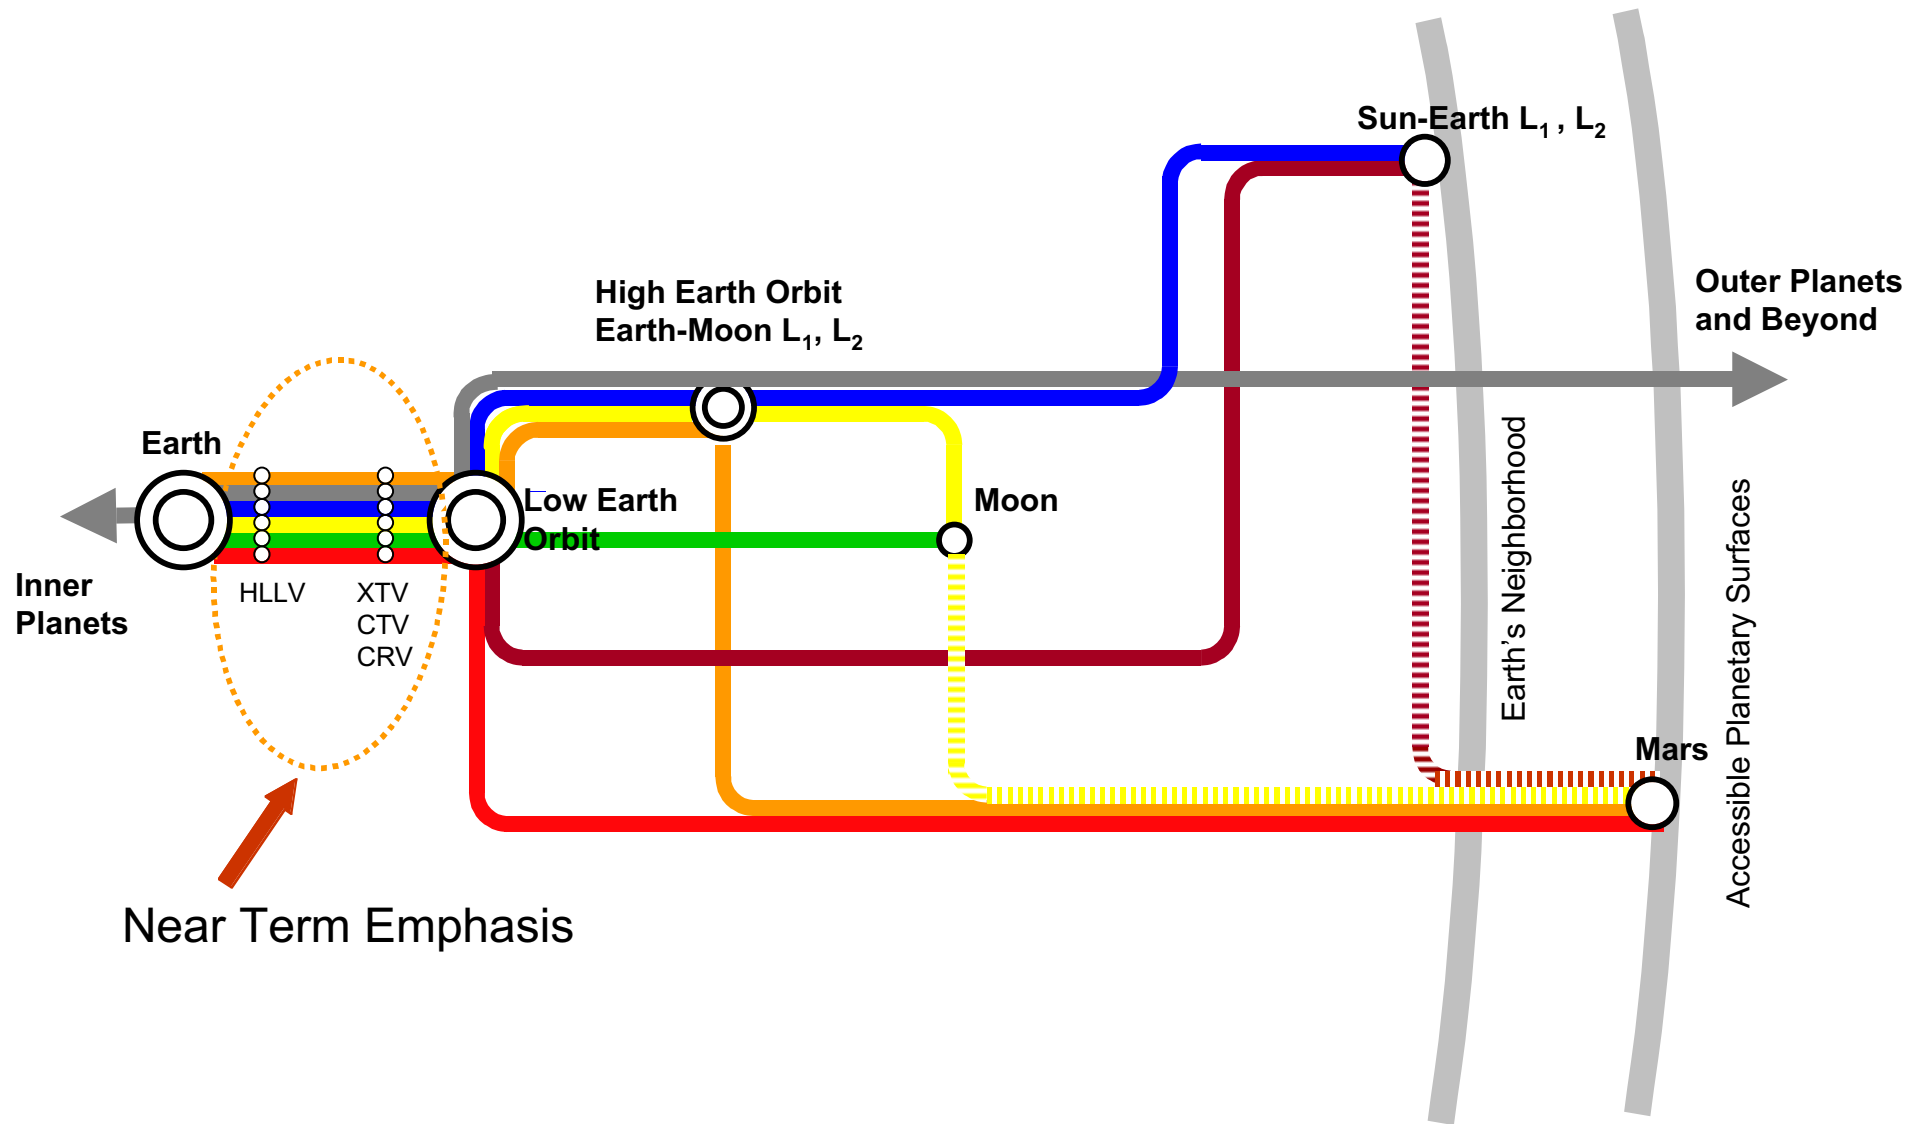 Sun-Earth L1 , L2
High Earth Orbit
Earth-Moon L1, L2
Outer Planets
and Beyond
Earth
Low Earth
Orbit
Moon
Inner
Planets
HLLV
XTV
CTV
CRV
Earth’s Neighborhood
Accessible Planetary Surfaces
Mars
Near Term Emphasis